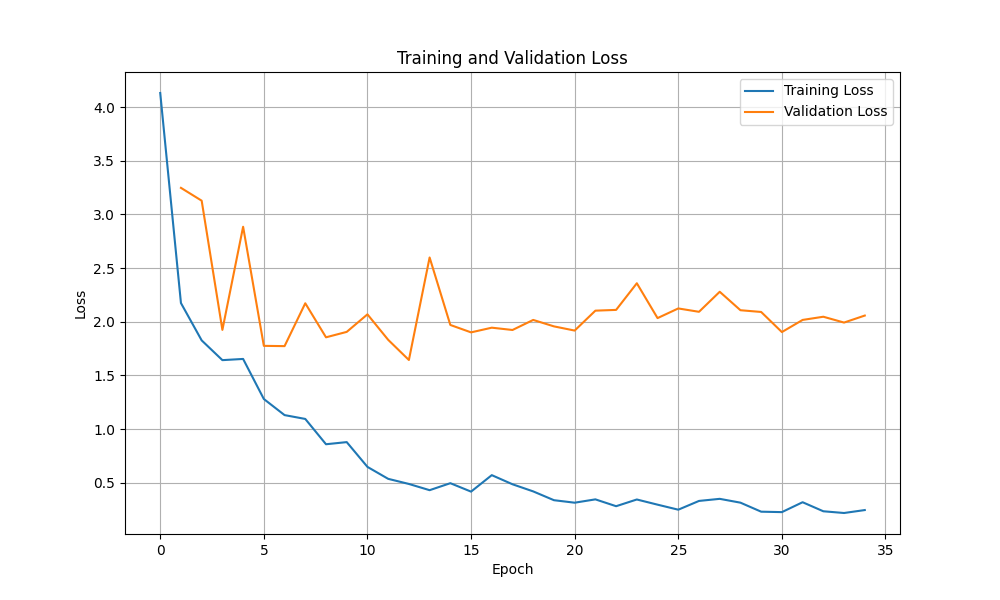 Training and Validation Loss
Training Loss
Validation Loss
4.0
3.5
3.0
2.5
2.0
1.5
1.0
0.5
Loss
0 5 10 15 20 25 30 35
Epoch